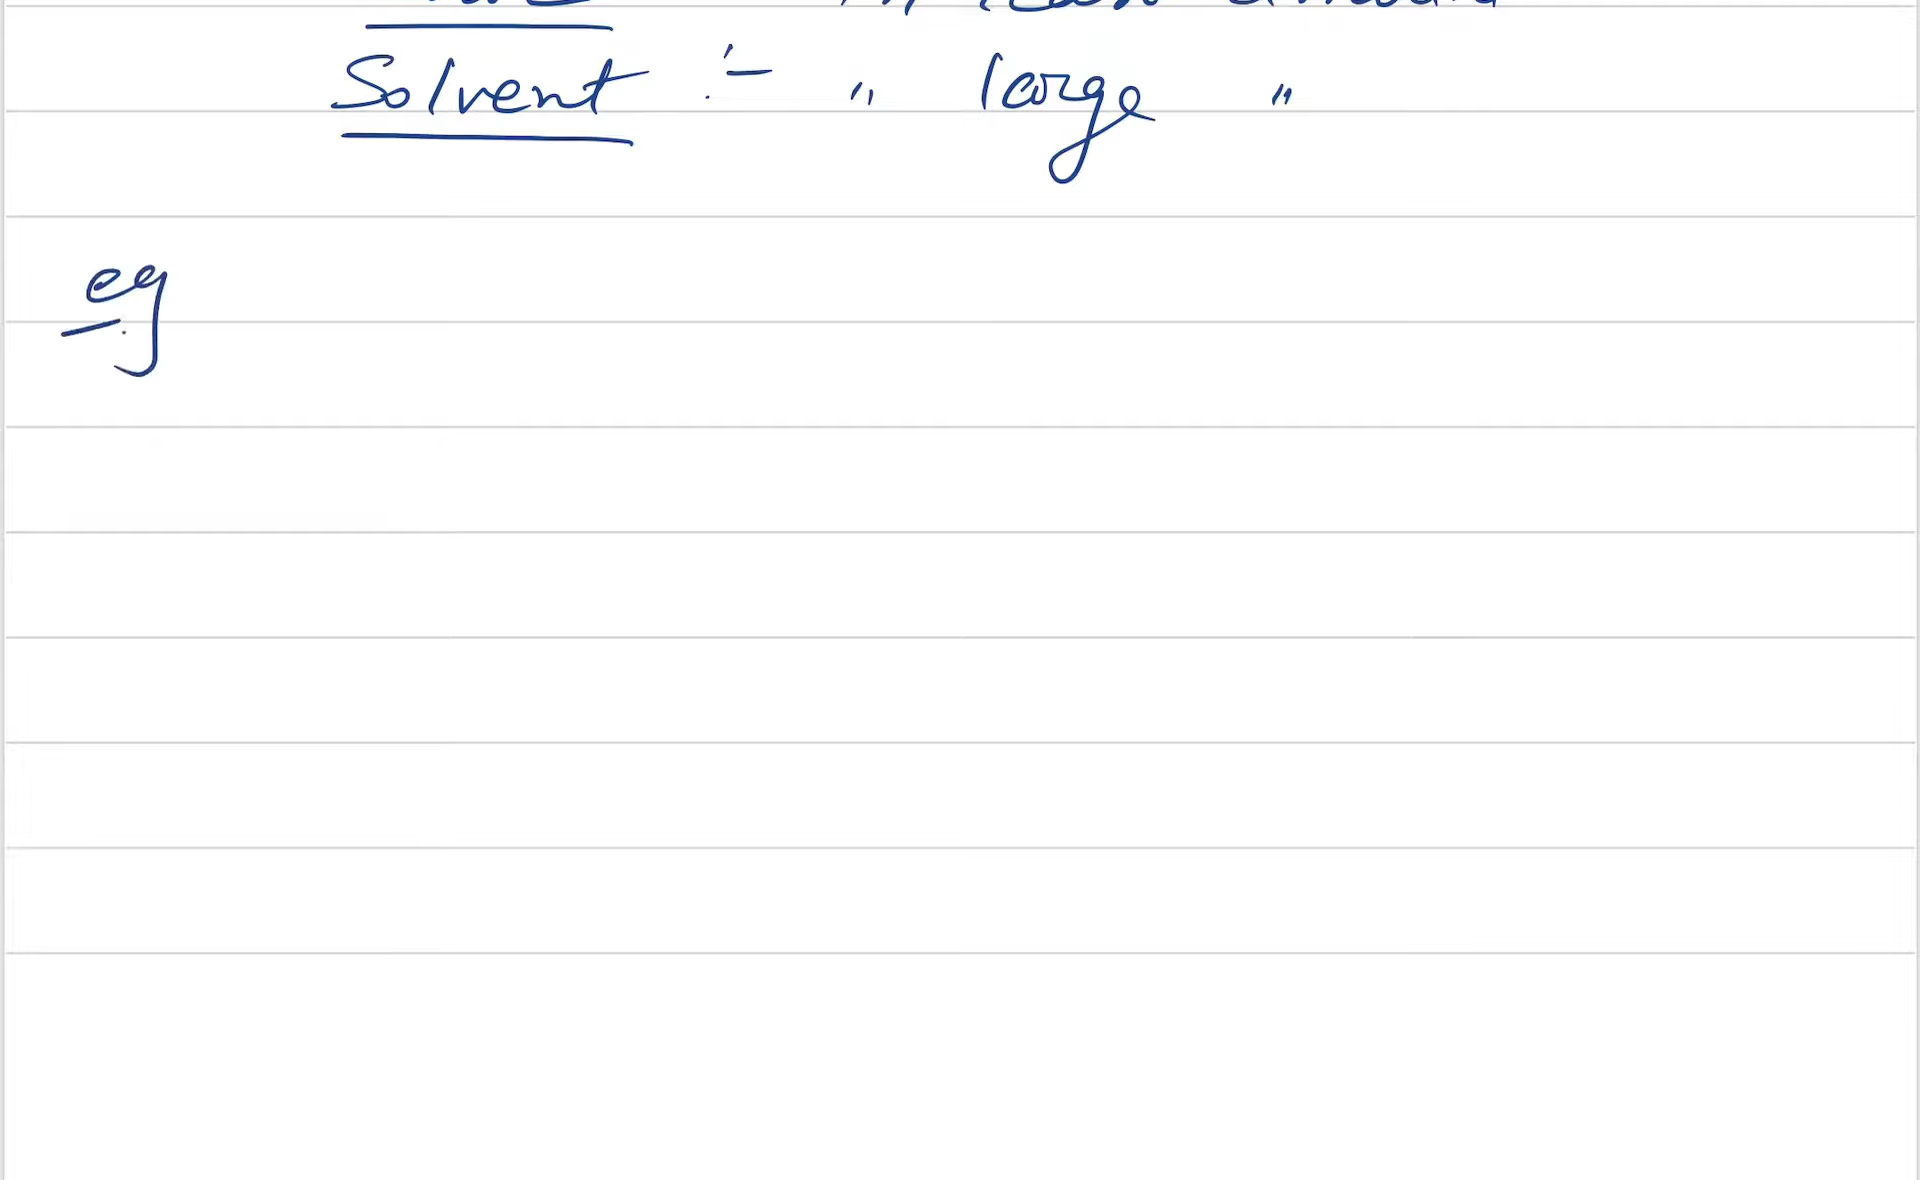 Solvent :- " large "
eg